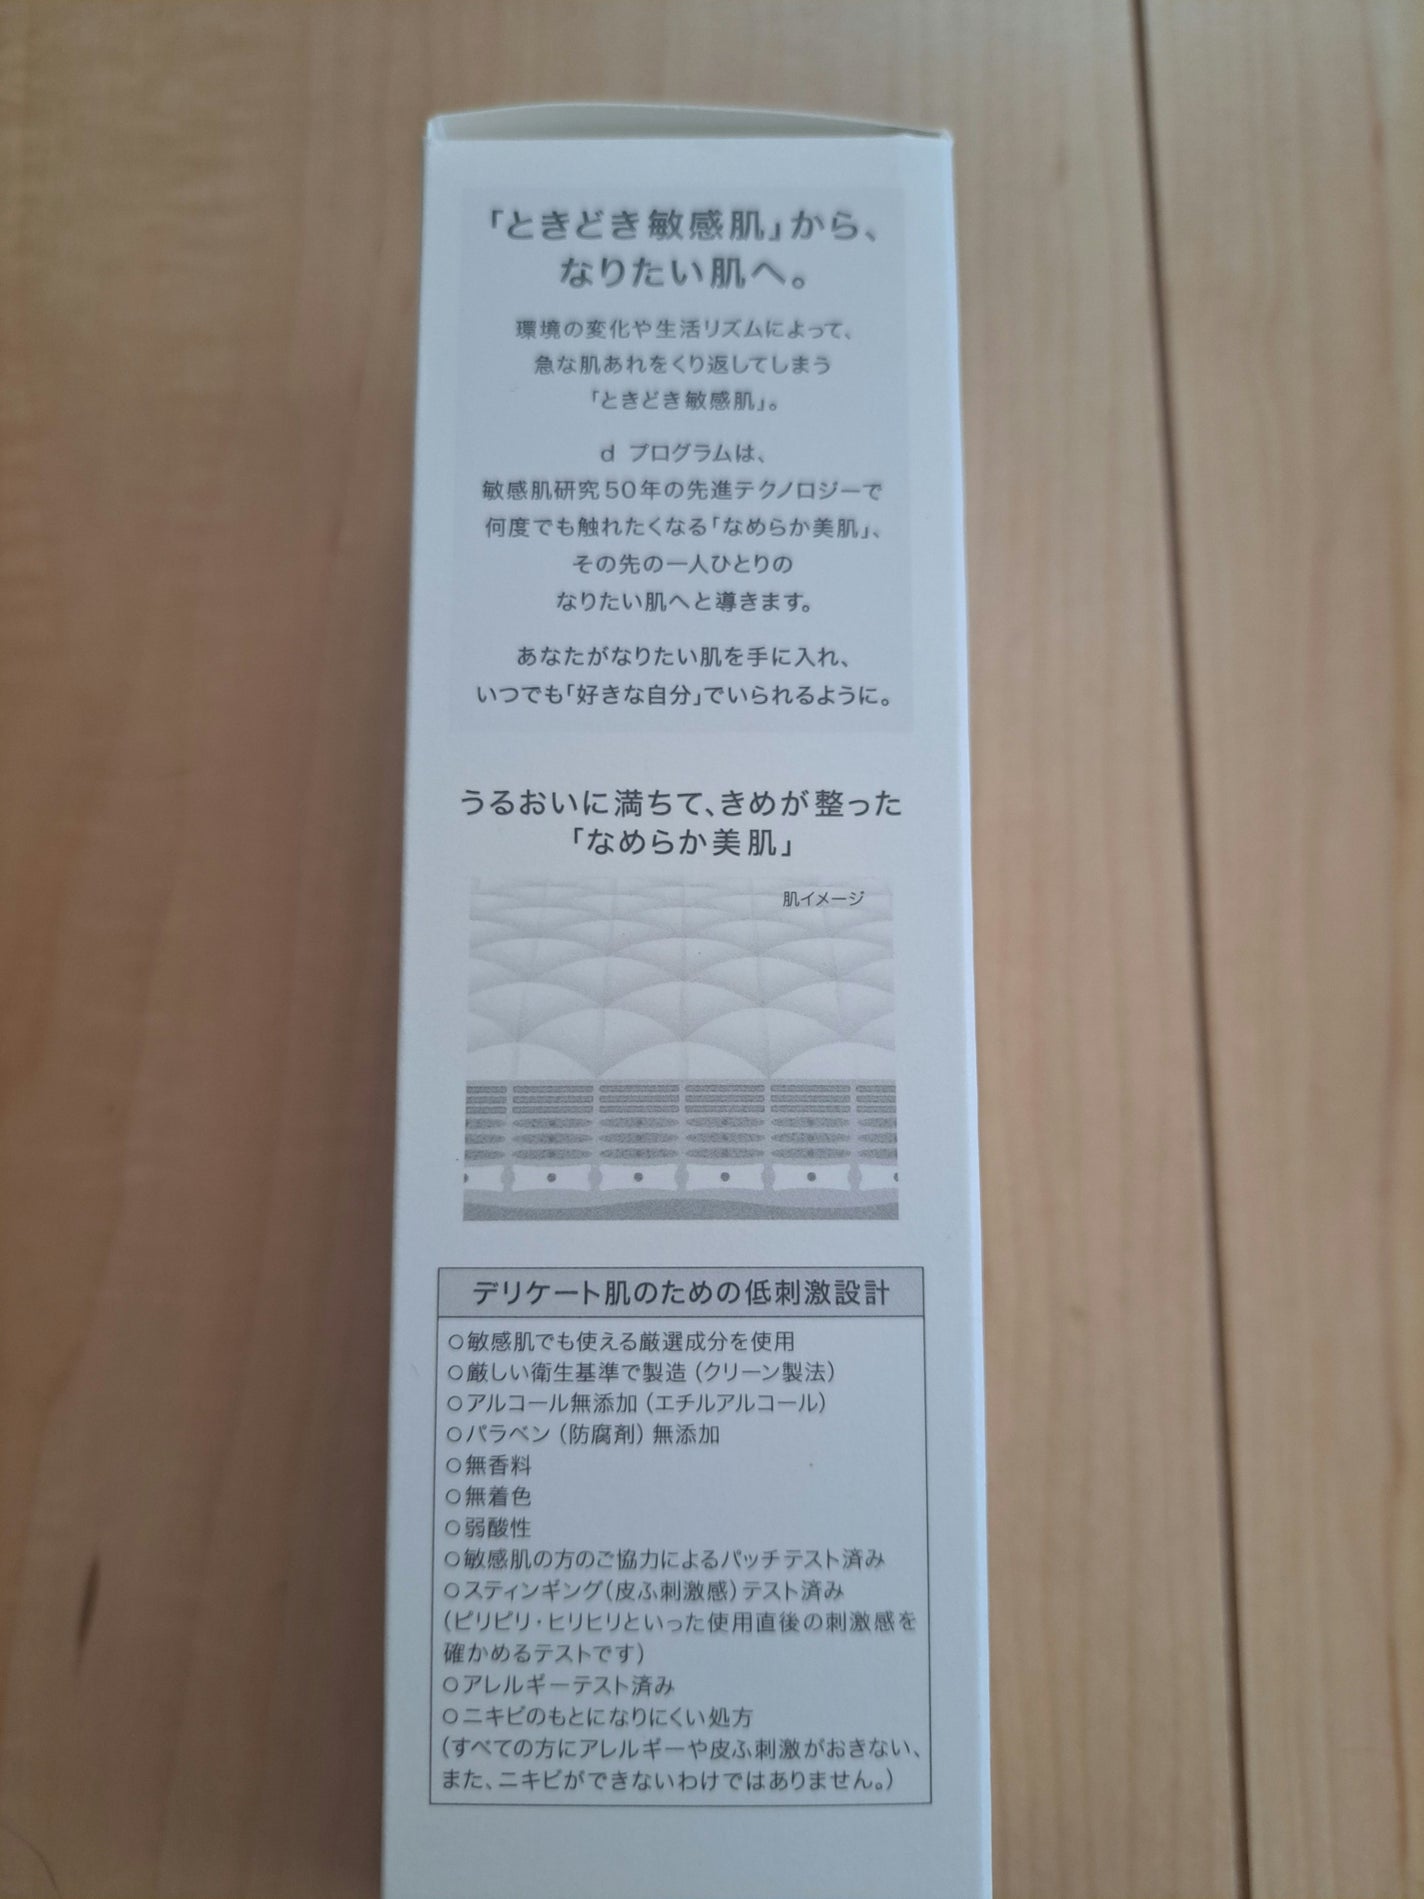 「ときどき敏感肌」から、
なりたい肌へ。
環境の変化や生活リズムによって、
急な肌あれをくり返してしまう
「ときどき敏感肌」。
d プログラムは、
敏感肌研究50年の先進テクノロジーで
何度でも触れたくなる「なめらか美肌」、
その先の一人ひとりの
なりたい肌へと導きます。
あなたがなりたい肌を手に入れ、
いつでも「好きな自分」でいられるように。
うるおいに満ちて、きめが整った
「なめらか美肌」
肌イメージ
デリケート肌のための低刺激設計
○敏感肌でも使える厳選成分を使用
○厳しい衛生基準で製造（クリーン製法）
○アルコール無添加（エチルアルコール）
○パラベン（防腐剤）無添加
○無香料
○無着色
○弱酸性
○敏感肌の方のご協力によるパッチテスト済み
○スティンギング（皮ふ刺激感）テスト済み
（ピリピリ・ヒリヒリといった使用直後の刺激感を
確かめるテストです）
○アレルギーテスト済み
○ニキビのもとになりにくい処方
（すべての方にアレルギーや皮ふ刺激がおきない、
また、ニキビができないわけではありません。）